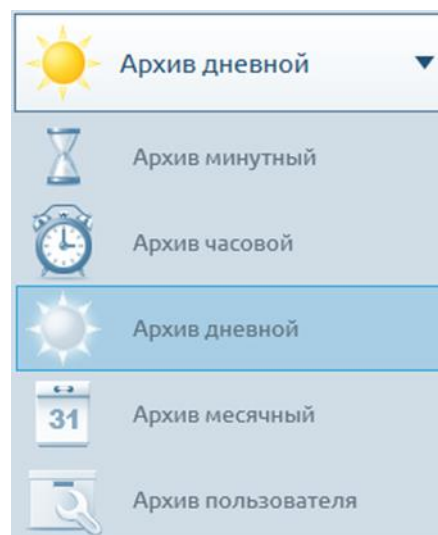 Архив дневной
Архив минутный
Архив часовой
Архив дневной
31
Архив месячный
Архив пользователя